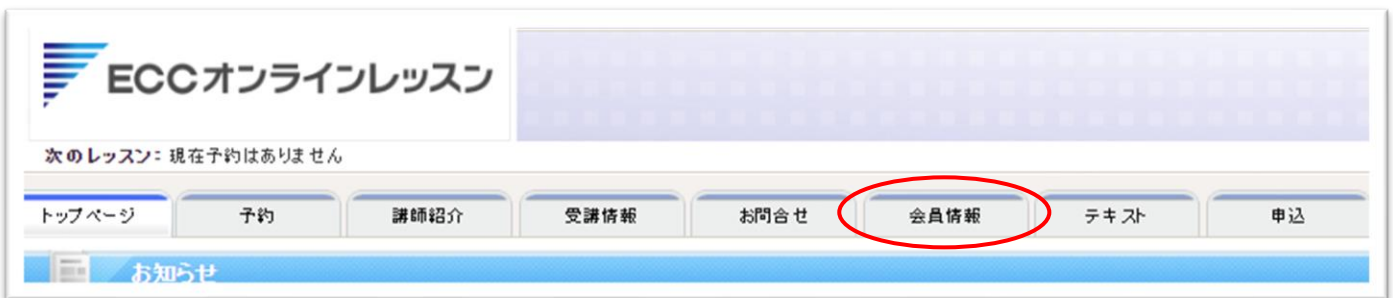 ECCオンラインレッスン
次のレッスン: 現在予約はありません
トップページ 予約 講師紹介 受講情報 お問合せ 会員情報 テキスト 申込
お知らせ